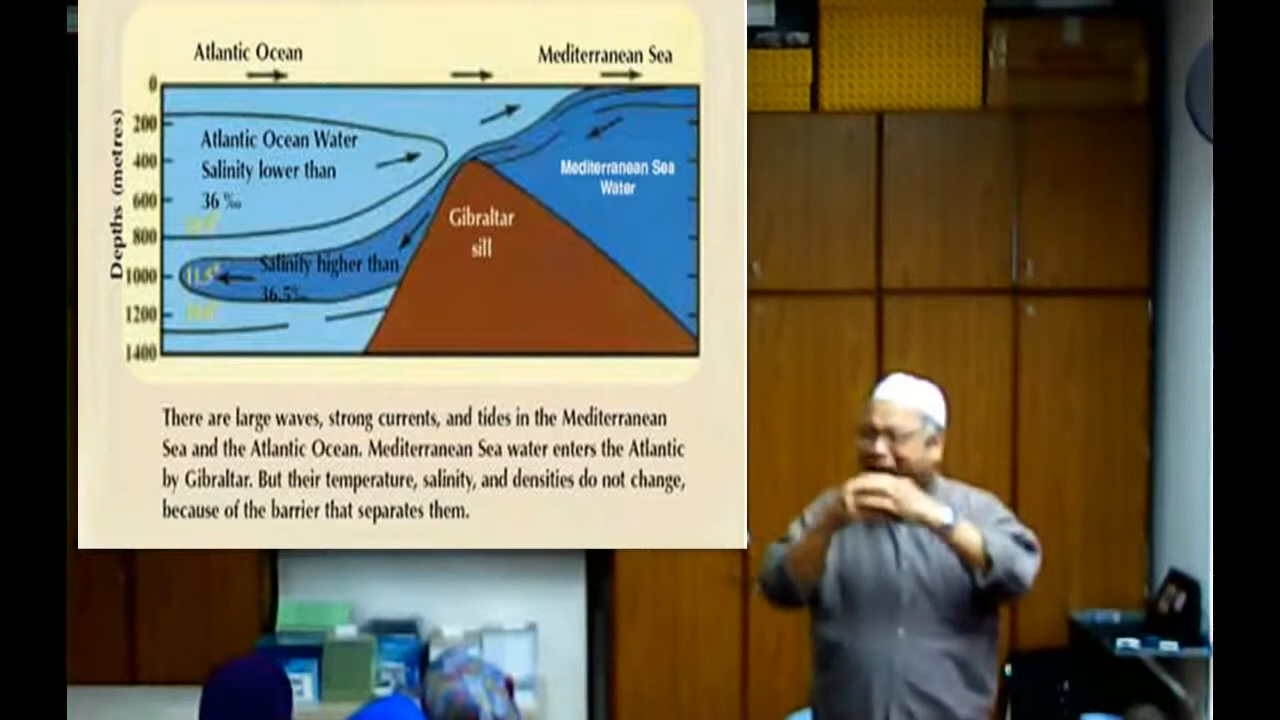 Atlantic Ocean
Mediterranean Sea
Depths (metres)
0
200
400
600
800
1000
1200
1400
Atlantic Ocean Water
Salinity lower than
36 ‰
Mediterranean Sea
Water
Gibraltar
sill
Salinity higher than
36.5‰
11.5°
There are large waves, strong currents, and tides in the Mediterranean
Sea and the Atlantic Ocean. Mediterranean Sea water enters the Atlantic
by Gibraltar. But their temperature, salinity, and densities do not change,
because of the barrier that separates them.